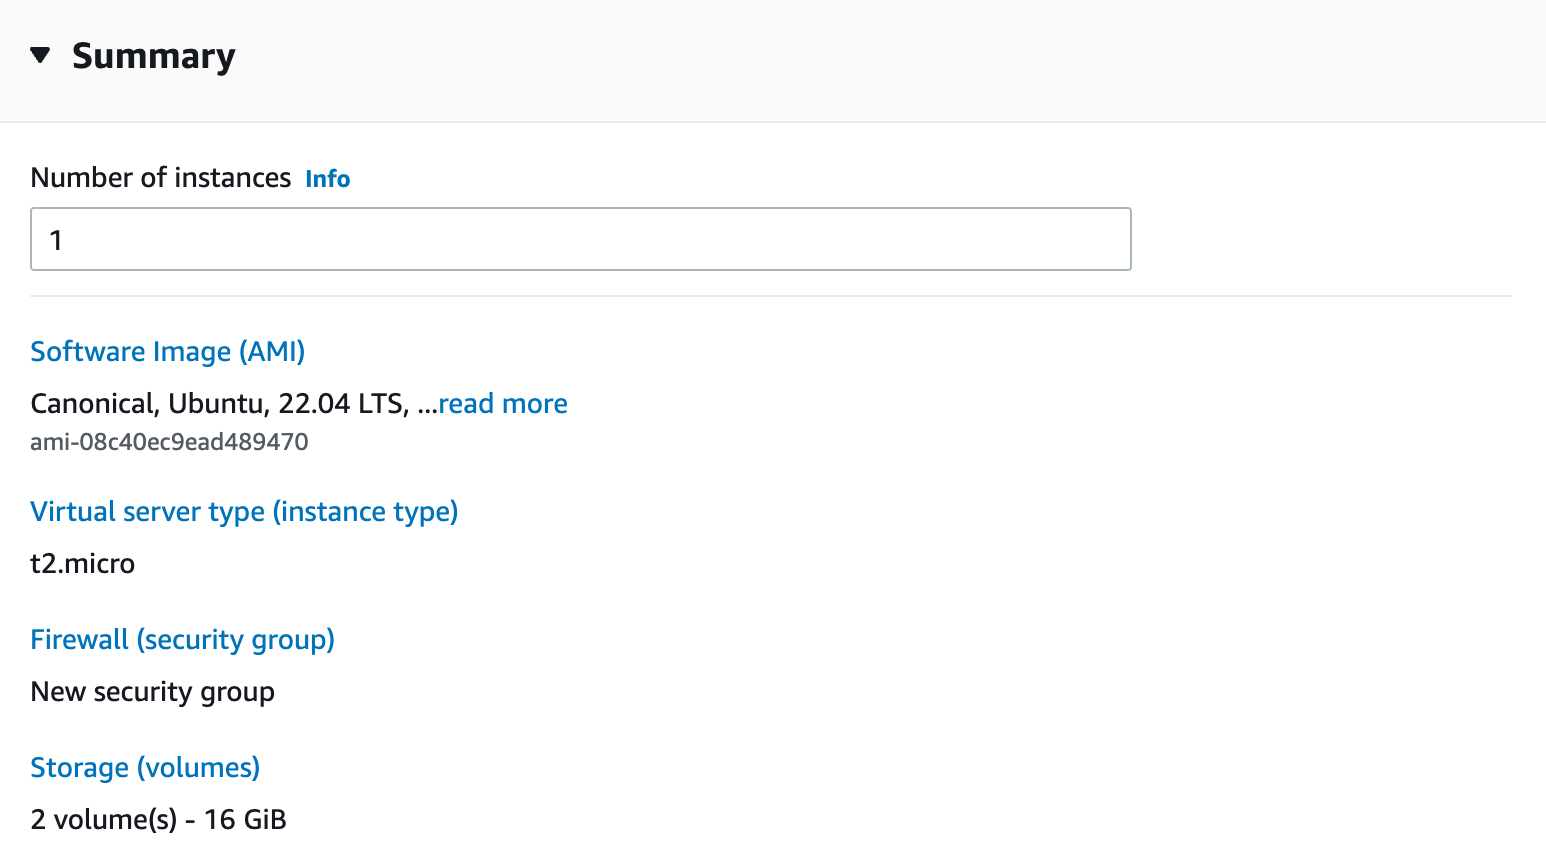 Summary
Number of instances Info
1
Software Image (AMI)
Canonical, Ubuntu, 22.04 LTS, ...read more
ami-08c40ec9ead489470
Virtual server type (instance type)
t2.micro
Firewall (security group)
New security group
Storage (volumes)
2 volume(s) - 16 GiB